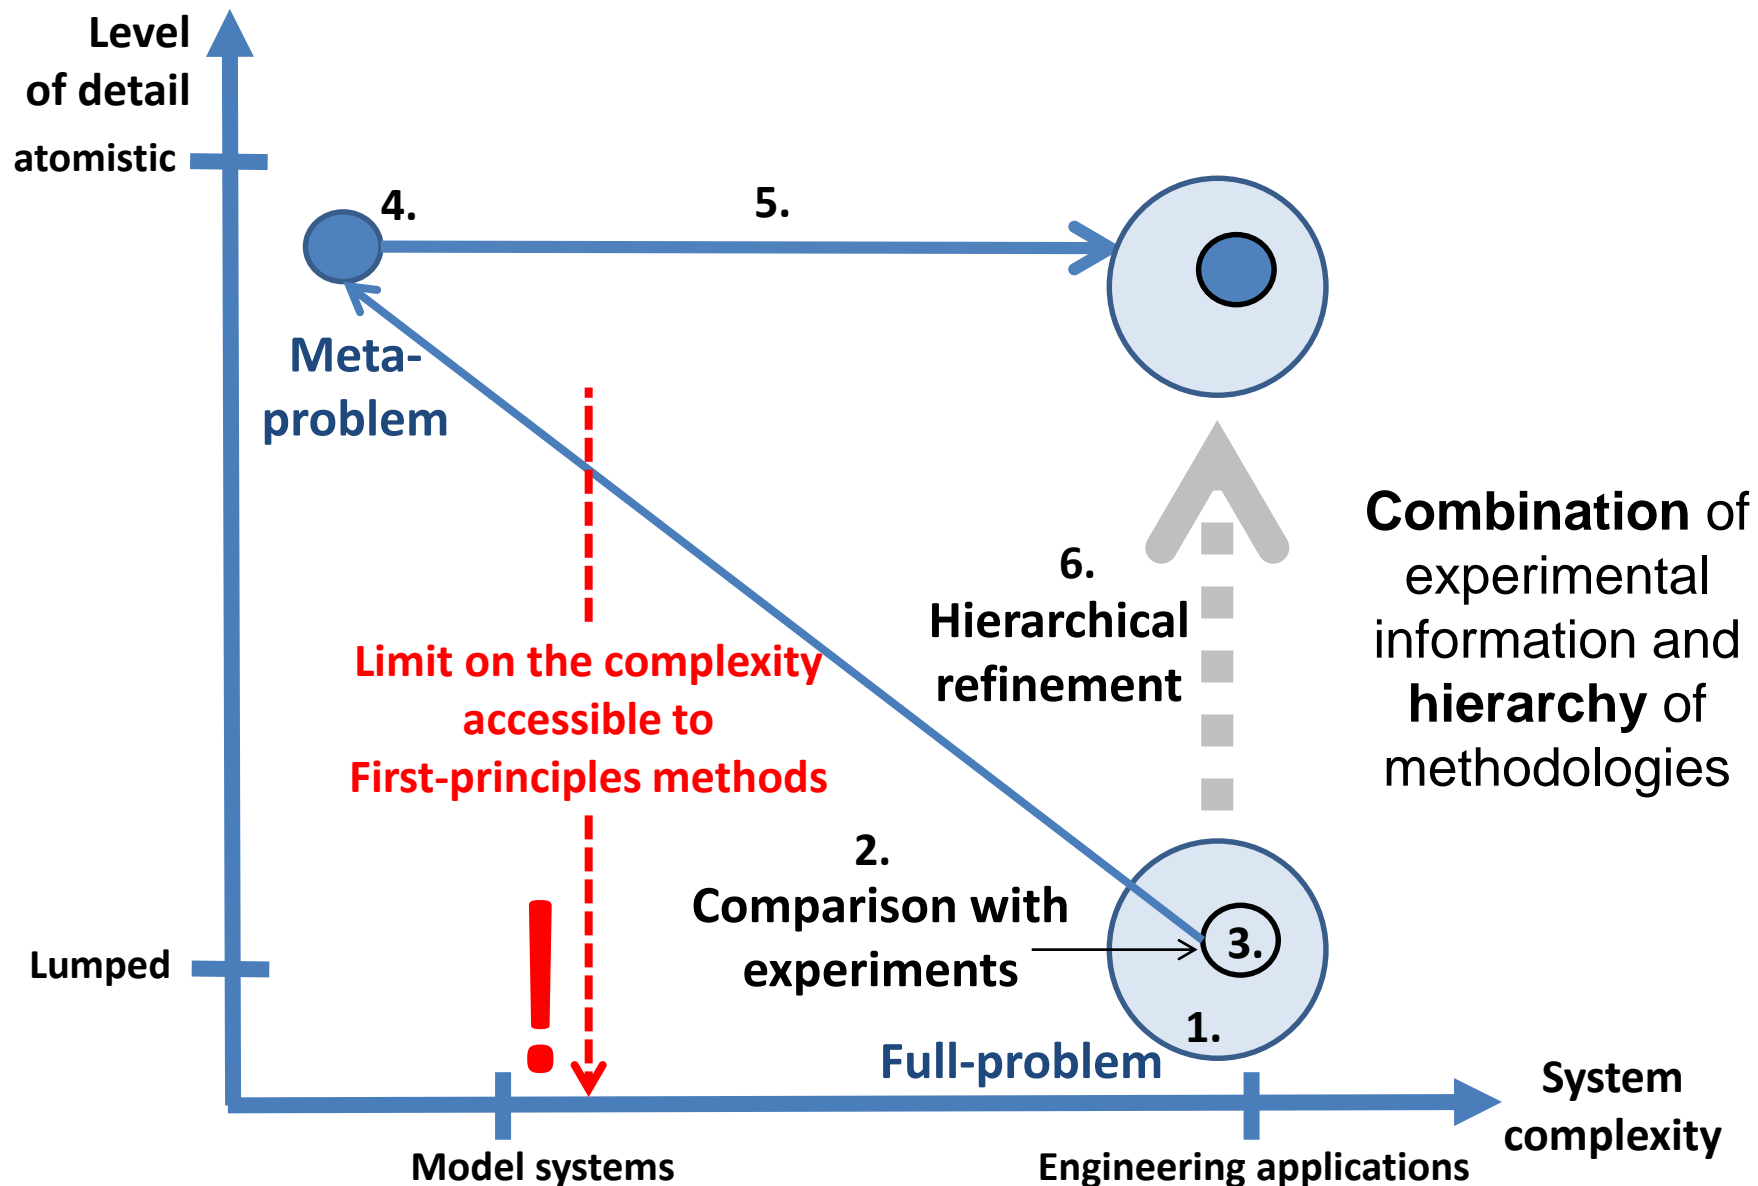 Level
of detail
atomistic
4.
5.
Meta-
problem
Combination of
experimental
information and
hierarchy of
methodologies
6.
Hierarchical
refinement
Limit on the complexity
accessible to
First-principles methods
2.
Comparison with
experiments
3.
1.
Lumped
!
Full-problem
System
complexity
Model systems
Engineering applications